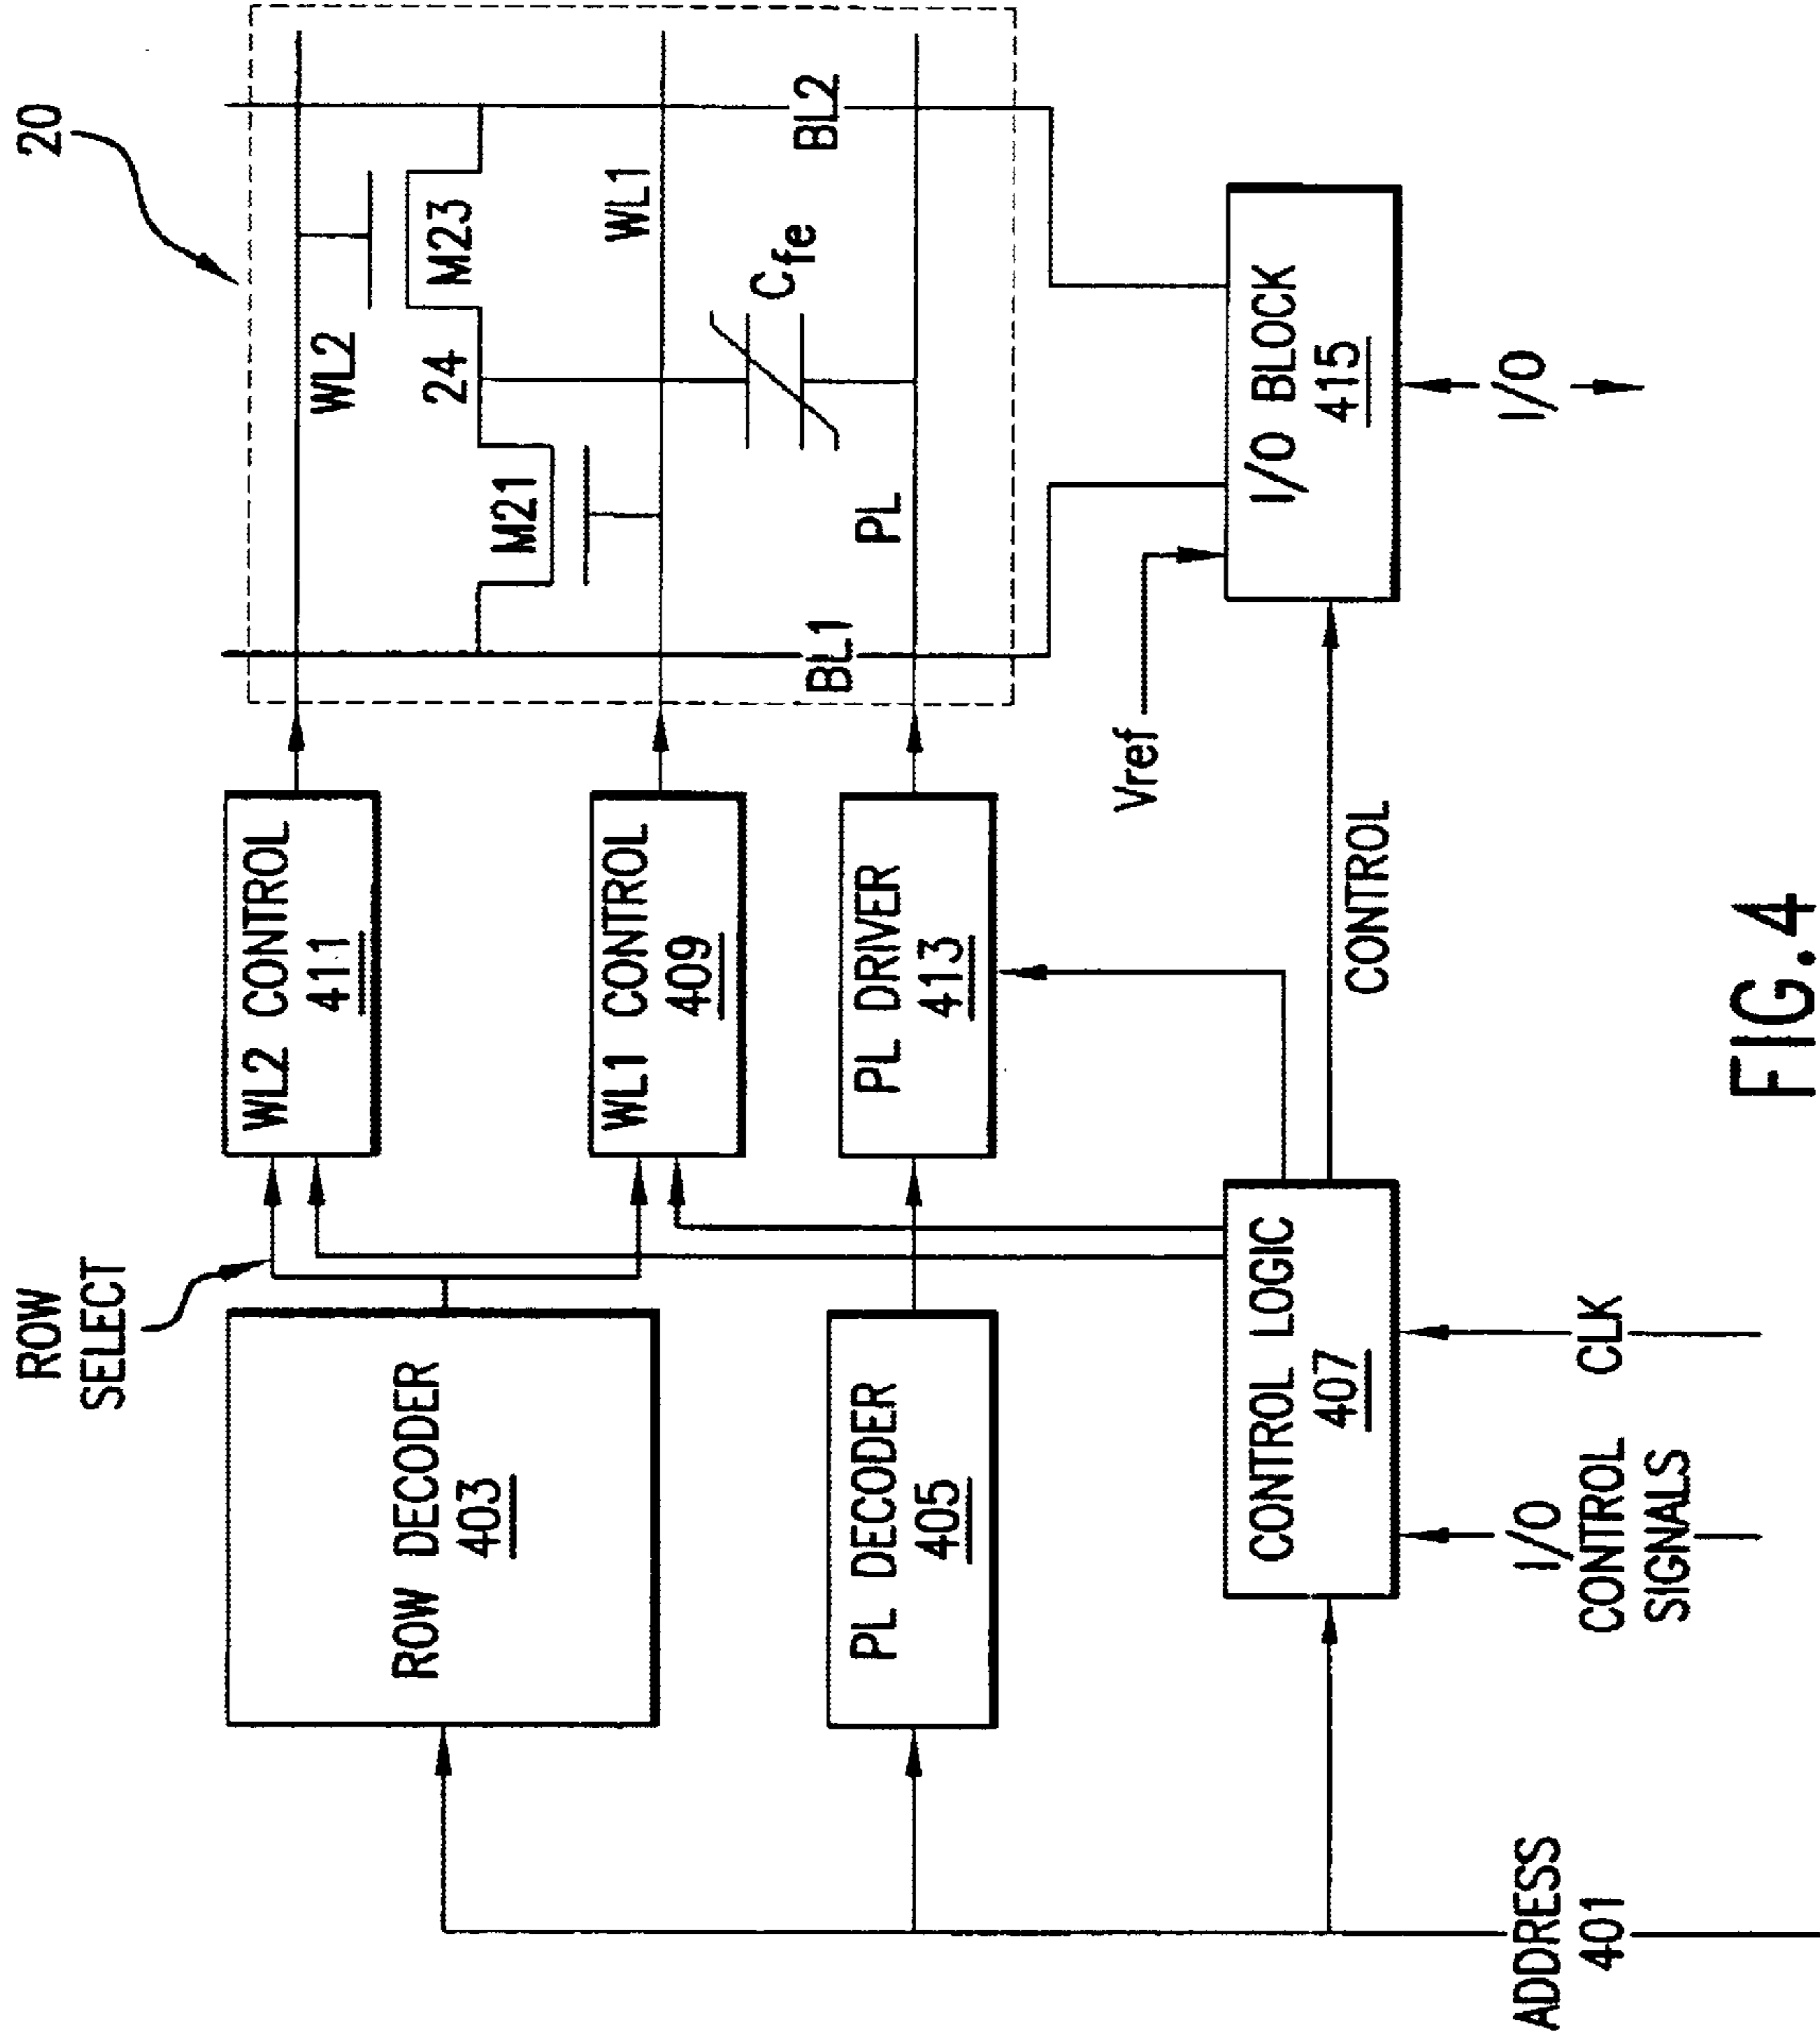 20
ROW
SELECT
ROW DECODER
403
WL2 CONTROL
411
WL2
M23
24
M21
WL1
WL1 CONTROL
409
Cfe
PL DECODER
405
PL DRIVER
413
PL
BL1
BL2
Vref
CONTROL LOGIC
407
CONTROL
I/O BLOCK
415
ADDRESS
401
I/O
CONTROL
SIGNALS
CLK
I/O
FIG.4